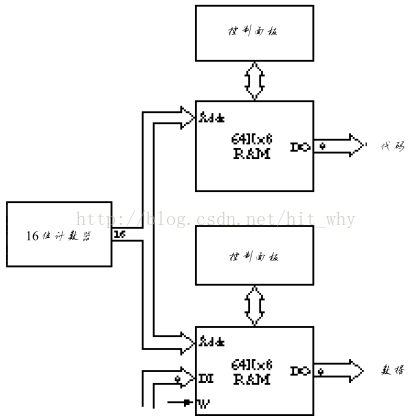 控制面板
Addr
64Kx8
RAM
DO
8
代码
16位计数器
16
http://blog.csdn.net/hit_why
控制面板
Addr
DI
8
W
64Kx8
RAM
DO
8
数据